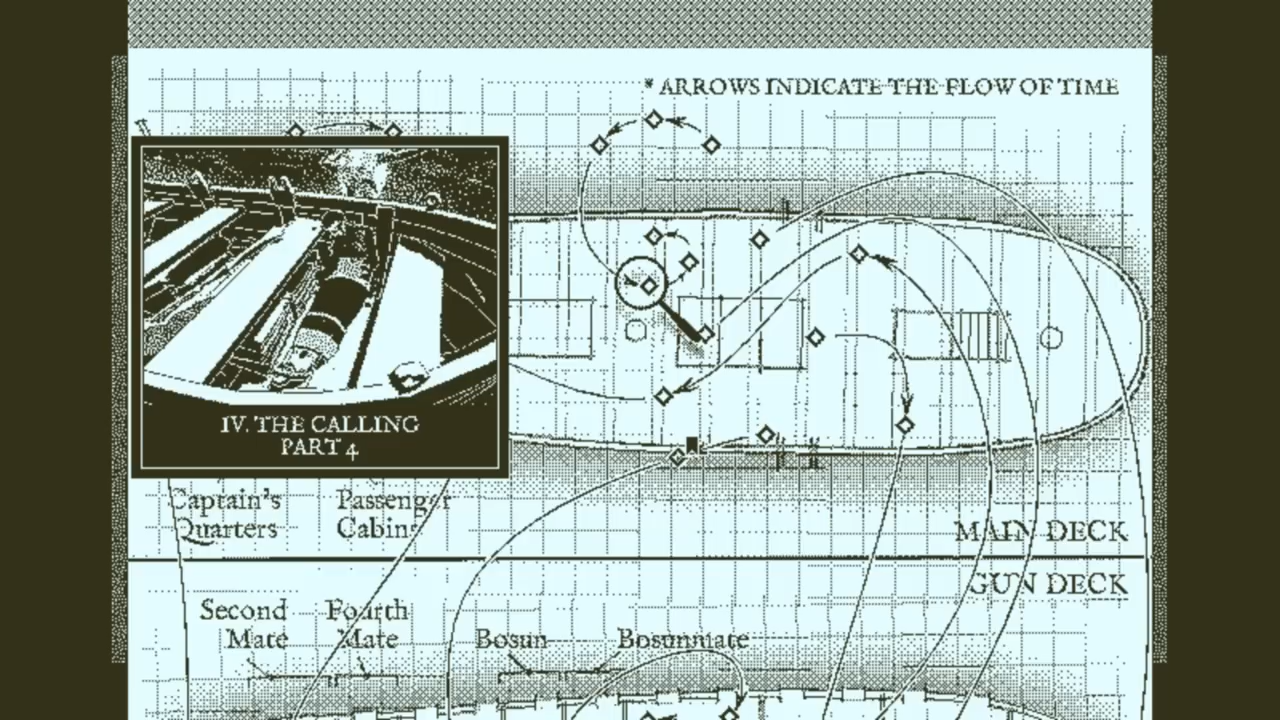 * ARROWS INDICATE THE FLOW OF TIME
IV. THE CALLING
PART 4
Captain's
Quarters
Passenger
Cabins
MAIN DECK
GUN DECK
Second
Mate
Fourth
Mate
Bosun
Bosunmate